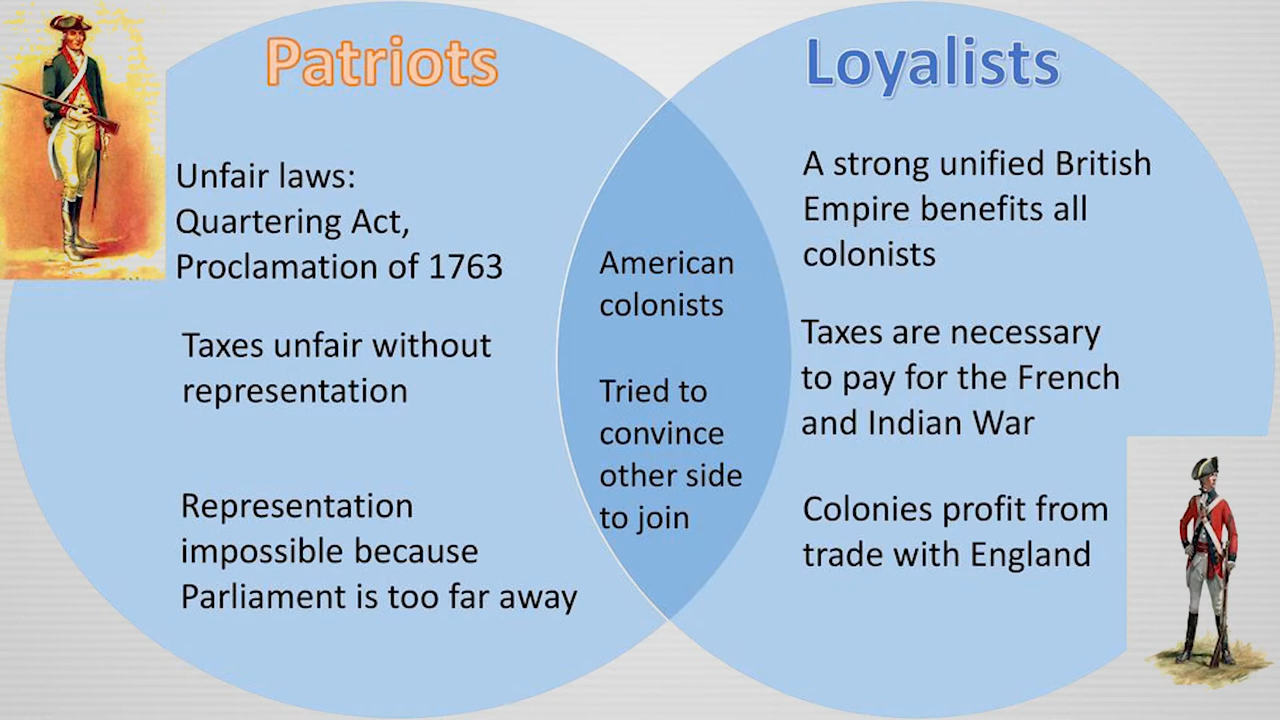 Patriots
Unfair laws:
Quartering Act,
Proclamation of 1763
Taxes unfair without
representation
Representation
impossible because
Parliament is too far away
American
colonists
Tried to
convince
other side
to join
Loyalists
A strong unified British
Empire benefits all
colonists
Taxes are necessary
to pay for the French
and Indian War
Colonies profit from
trade with England